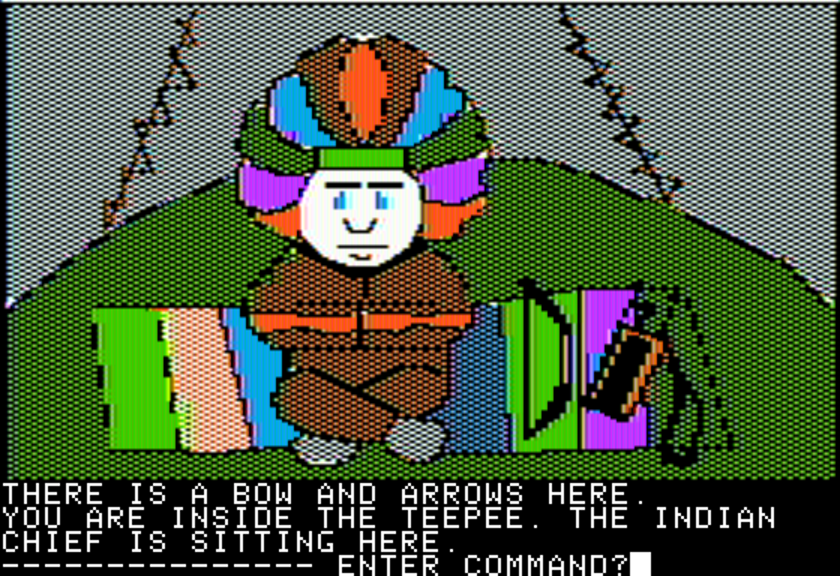 THERE IS A BOW AND ARROWS HERE.
YOU ARE INSIDE THE TEEPEE. THE INDIAN
CHIEF IS SITTING HERE.
--------------- ENTER COMMAND?